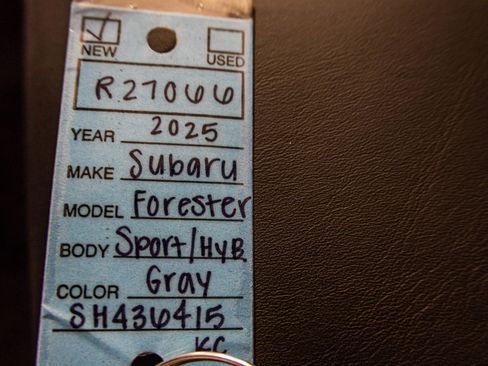 NEW USED
R27066
YEAR 2025
MAKE Subaru
MODEL Forester
BODY Sport/HYB
COLOR Gray
SH436415
KC